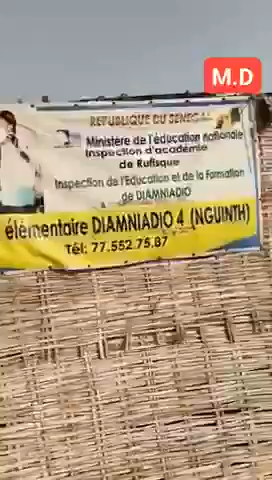 M.D
REPUBLIQUE DU SENEGAL
Ministère de l'éducation nationale
Inspection d'académie
de Rufisque
Inspection de l'Education et de la Formation
de DIAMNIADIO
élémentaire DIAMNIADIO 4 (NGUINTH)
Tél: 77.552.75.87